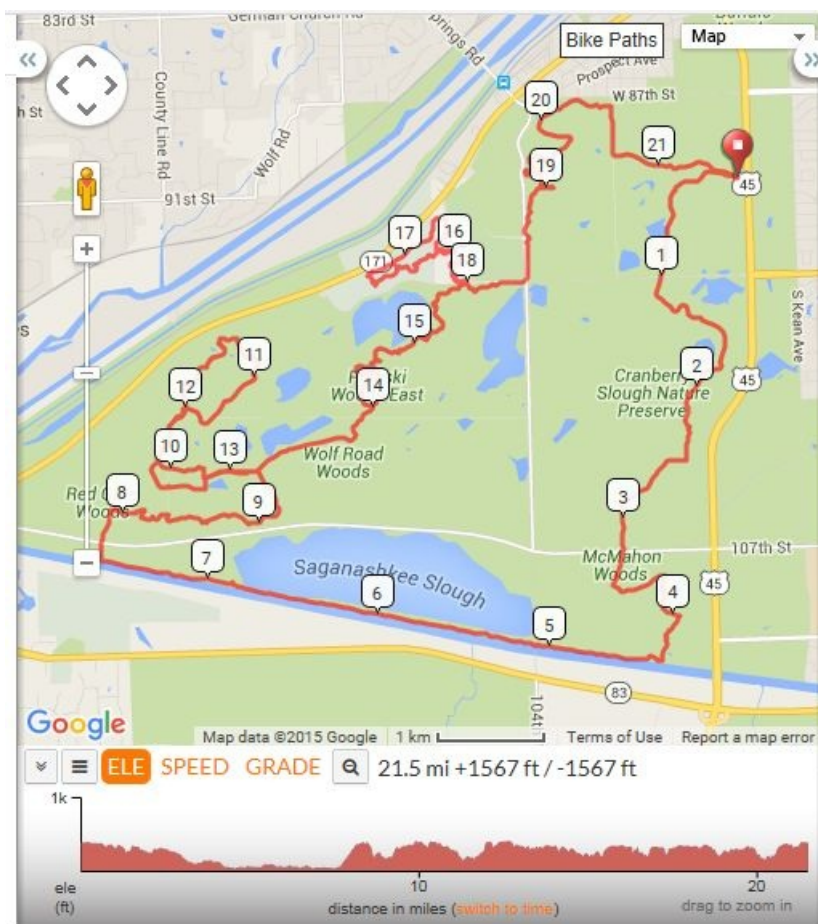 83rd St
German Church Rd
Springs Rd
Bike Paths
Map
Prospect Ave
W 87th St
County Line Rd
Wolf Rd
20
21
45
19
91st St
17
16
171
18
1
S Kean Ave
15
11
2
12
14
East
Cranberry
Slough Nature
Preserve
45
10
13
Wolf Road
Woods
8
Red
Woods
9
3
107th St
7
McMahon
Woods
Saganashkee Slough
6
4
45
5
83
104th
Google
Map data ©2015 Google
1 km
Terms of Use
Report a map error
ELE SPEED GRADE 21.5 mi +1567 ft / -1567 ft
1k
ele
(ft)
10
20
distance in miles (switch to time)
drag to zoom in